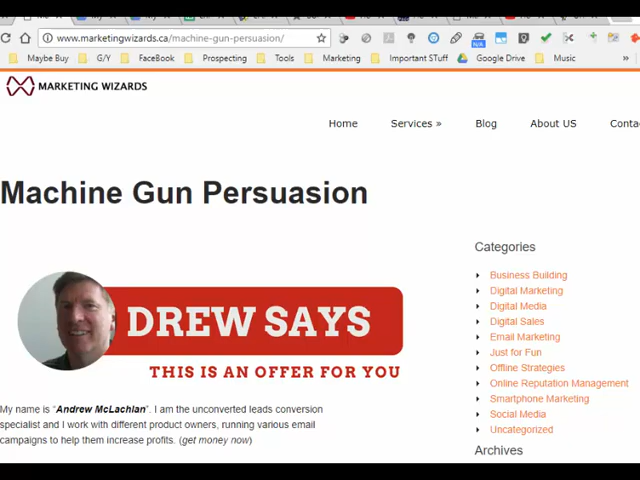 www.marketingwizards.ca/machine-gun-persuasion/
N/A
Maybe Buy G/Y FaceBook Prospecting Tools Marketing Important STuff Google Drive Music »
MARKETING WIZARDS
Home Services » Blog About US Conta
Machine Gun Persuasion
Categories
Business Building
Digital Marketing
Digital Media
Digital Sales
Email Marketing
Just for Fun
Offline Strategies
Online Reputation Management
Smartphone Marketing
Social Media
Uncategorized
Archives
DREW SAYS
THIS IS AN OFFER FOR YOU
My name is “Andrew McLachlan”. I am the unconverted leads conversion
specialist and I work with different product owners, running various email
campaigns to help them increase profits. (get money now)